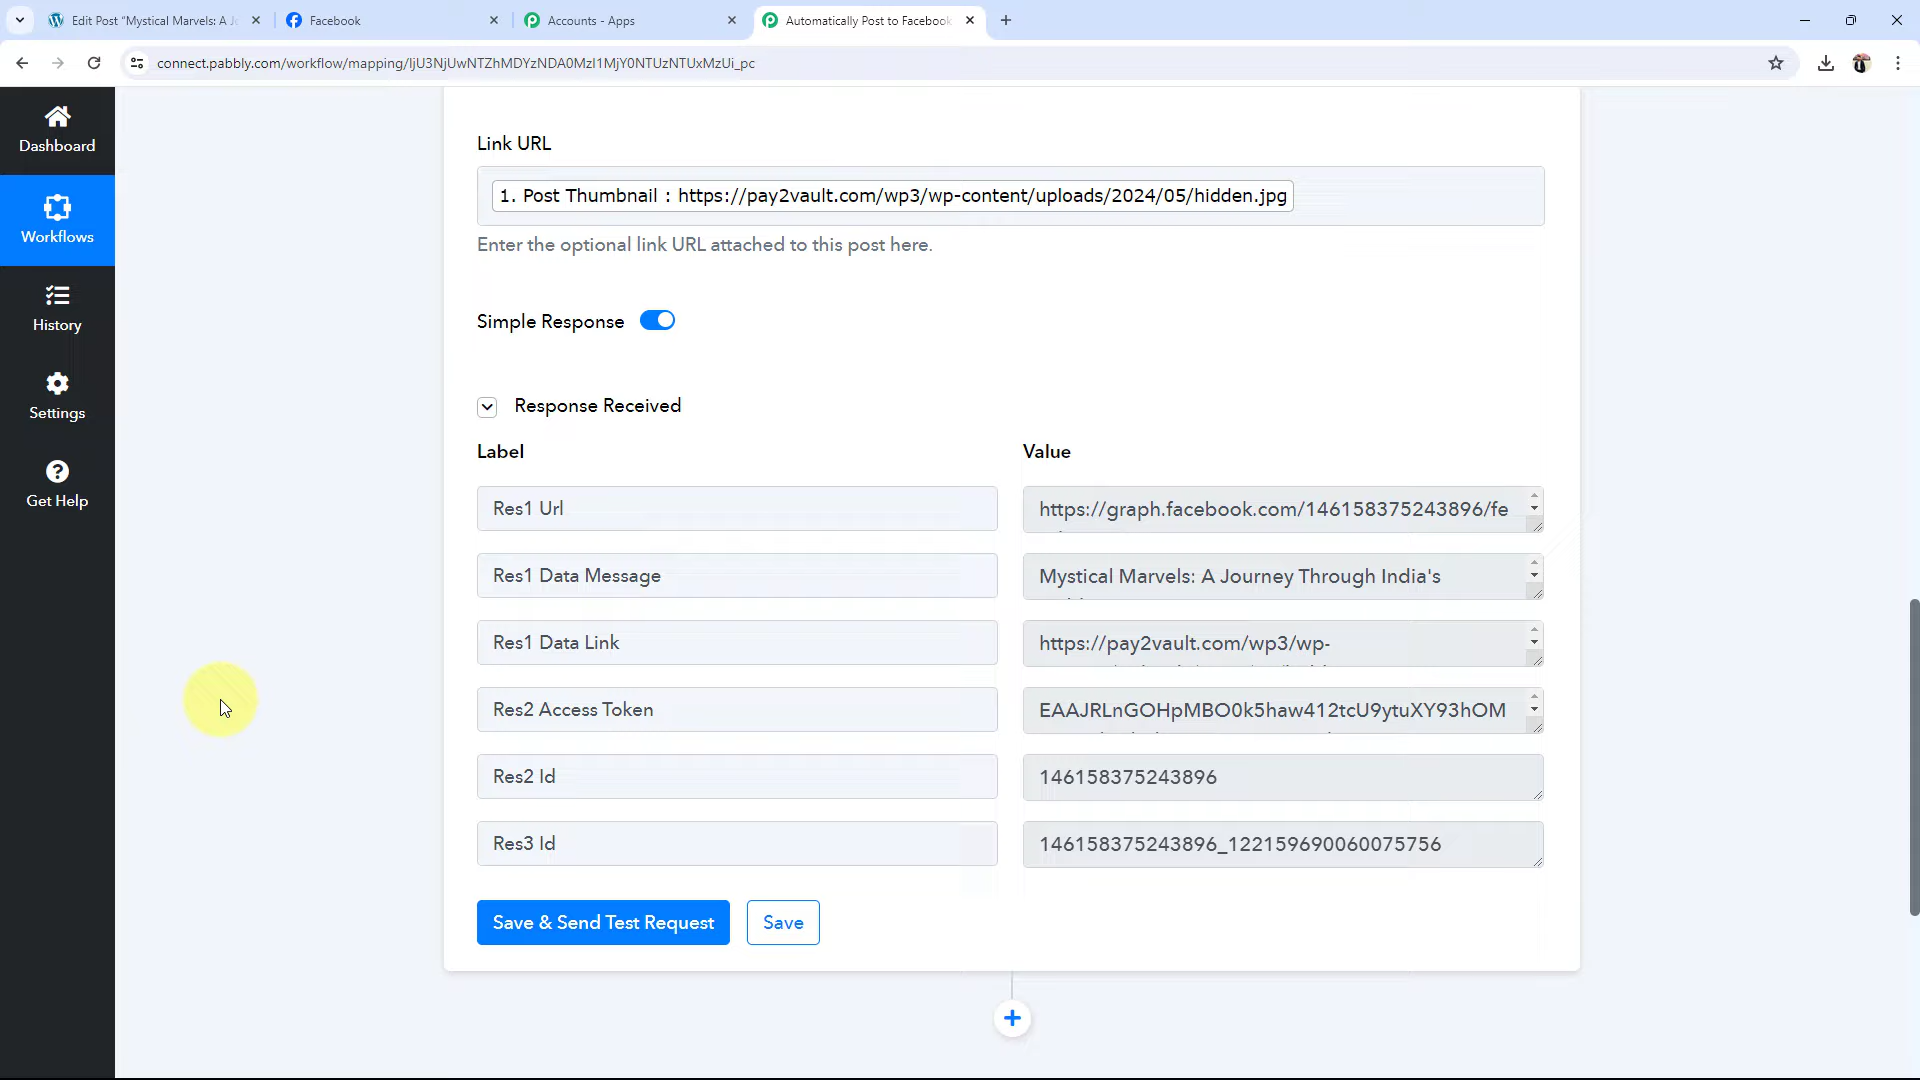 Edit Post "Mystical Marvels: A J
Facebook
Accounts - Apps
Automatically Post to Facebook
connect.pabbly.com/workflow/mapping/IjU3NjUwNTZhMDYzNDA0MzI1MjY0NTUzNTUxMzUi_pc
Dashboard
Workflows
History
Settings
Get Help
Link URL
1. Post Thumbnail : https://pay2vault.com/wp3/wp-content/uploads/2024/05/hidden.jpg
Enter the optional link URL attached to this post here.
Simple Response
Response Received
Label Value
Res1 Url https://graph.facebook.com/146158375243896/fe
Res1 Data Message Mystical Marvels: A Journey Through India's
Res1 Data Link https://pay2vault.com/wp3/wp-
Res2 Access Token EAAJRLnGOHpMBO0k5haw412tcU9ytuXY93hOM
Res2 Id 146158375243896
Res3 Id 146158375243896_122159690060075756
Save & Send Test Request Save